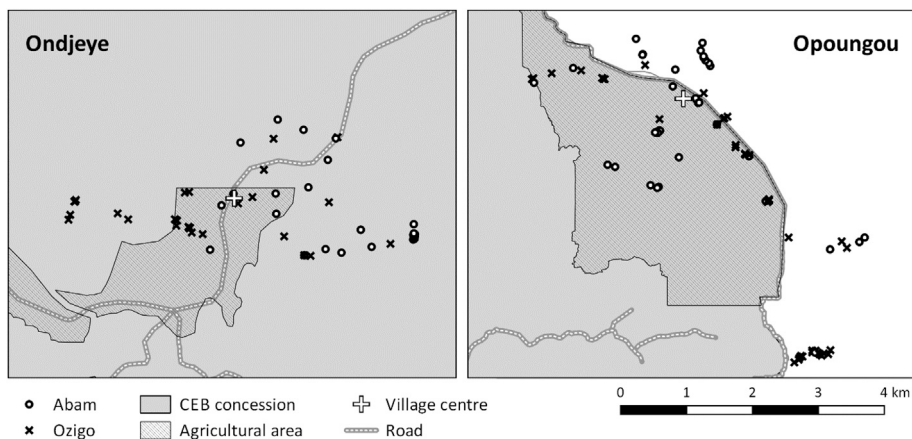 Ondjeye
Opoungou
Abam CEB concession Village centre
Ozigo Agricultural area Road
0 1 2 3 4 km